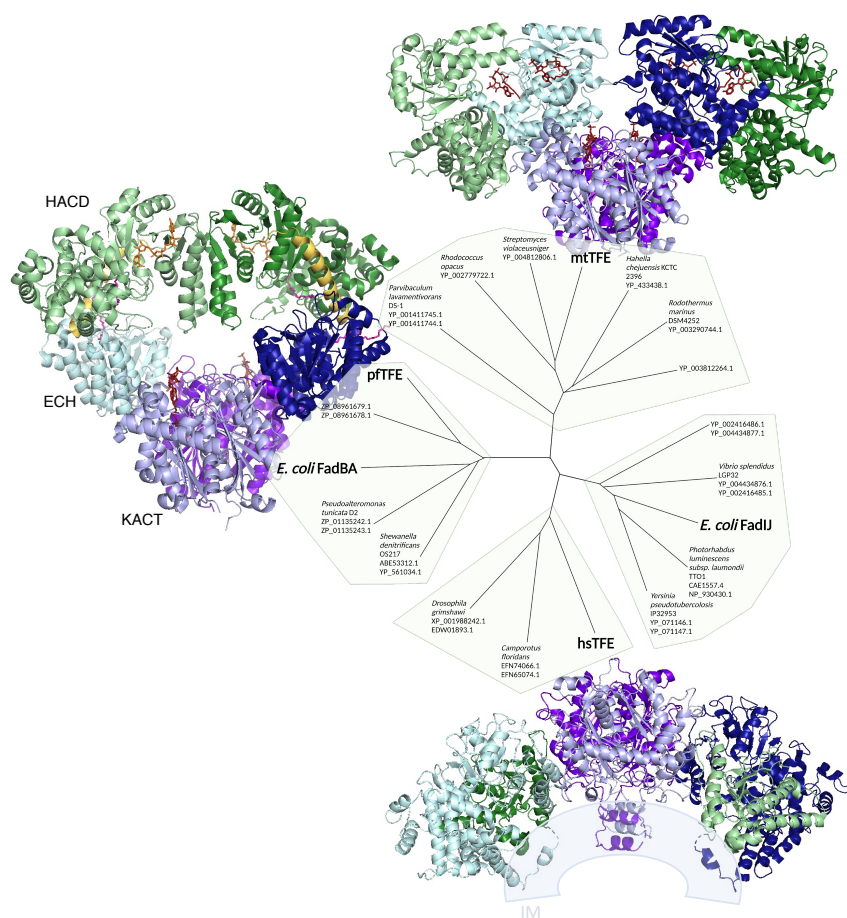 HACD
ECH
KACT
mtTFE
Streptomyces
violaceusniger
YP_004812806.1
Rhodococcus
opacus
YP_002779722.1
Hahella
chejuensis KCTC
2396
YP_433438.1
Parvibaculum
lavamentivorans
DS-1
YP_001411745.1
YP_001411744.1
Rodothermus
marinus
DSM4252
YP_003290744.1
YP_003812264.1
pfTFE
ZP_08961679.1
ZP_08961678.1
E. coli FadBA
Pseudoalteromonas
tunicata D2
ZP_01135242.1
ZP_01135243.1
Shewanella
denitrificans
OS217
ABE53312.1
YP_561034.1
YP_002416486.1
YP_004434877.1
Vibrio splendidus
LGP32
YP_004434876.1
YP_002416485.1
E. coli FadIJ
Photorhabdus
luminescens
subsp. laumondii
TTO1
CAE1557.4
NP_930430.1
Yersinia
pseudotubercolosis
IP32953
YP_071146.1
YP_071147.1
Drosophila
grimshawi
XP_001988242.1
EDW01893.1
Camporotus
floridans
EFN74066.1
EFN65074.1
hsTFE
IM